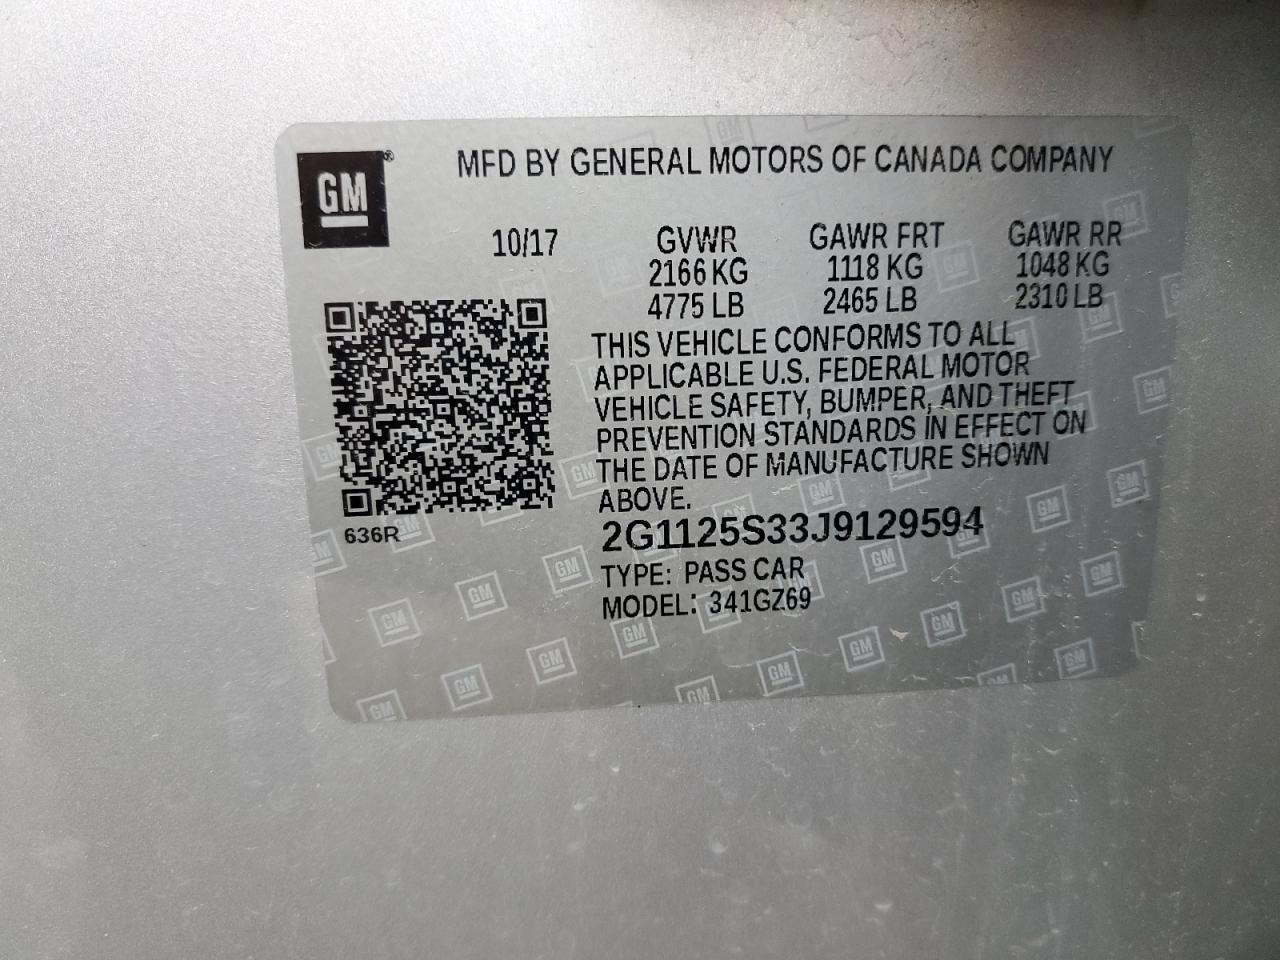 GM®
MFD BY GENERAL MOTORS OF CANADA COMPANY
10/17
GVWR
2166 KG
4775 LB
GAWR FRT
1118 KG
2465 LB
GAWR RR
1048 KG
2310 LB
THIS VEHICLE CONFORMS TO ALL
APPLICABLE U.S. FEDERAL MOTOR
VEHICLE SAFETY, BUMPER, AND THEFT
PREVENTION STANDARDS IN EFFECT ON
THE DATE OF MANUFACTURE SHOWN
ABOVE.
636R
2G1125S33J9129594
TYPE: PASS CAR
MODEL: 341GZ69